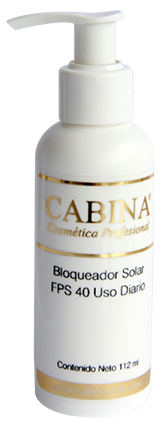 CABINA®
Cosmética Profesional
Bloqueador Solar
FPS 40 Uso Diario
Contenido Neto 112 ml